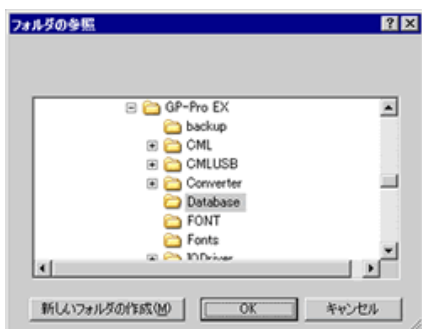 フォルダの参照
GP-Pro EX
backup
CML
CMLUSB
Converter
Database
FONT
Fonts
IODriver
新しいフォルダの作成(M)
OK
キャンセル